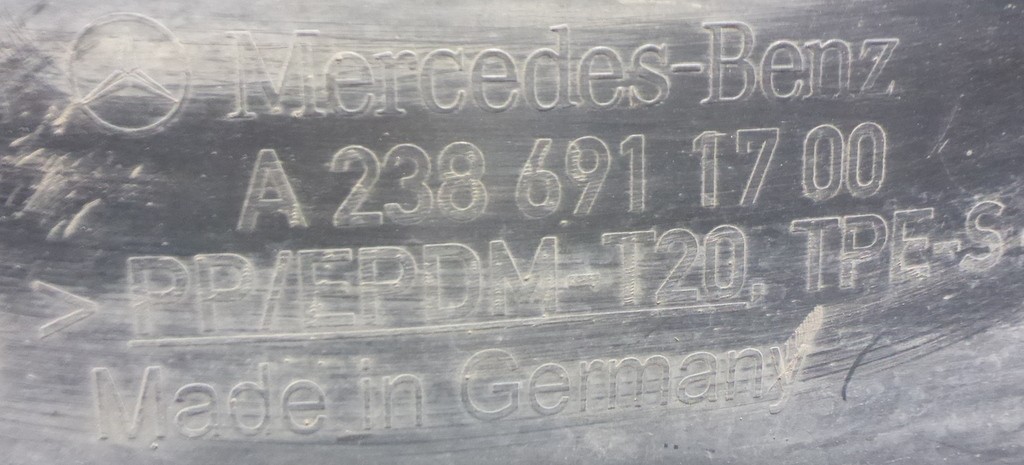 Mercedes-Benz
A 238 691 17 00
>PP/EPDM-T20, TPE-S
Made in Germany